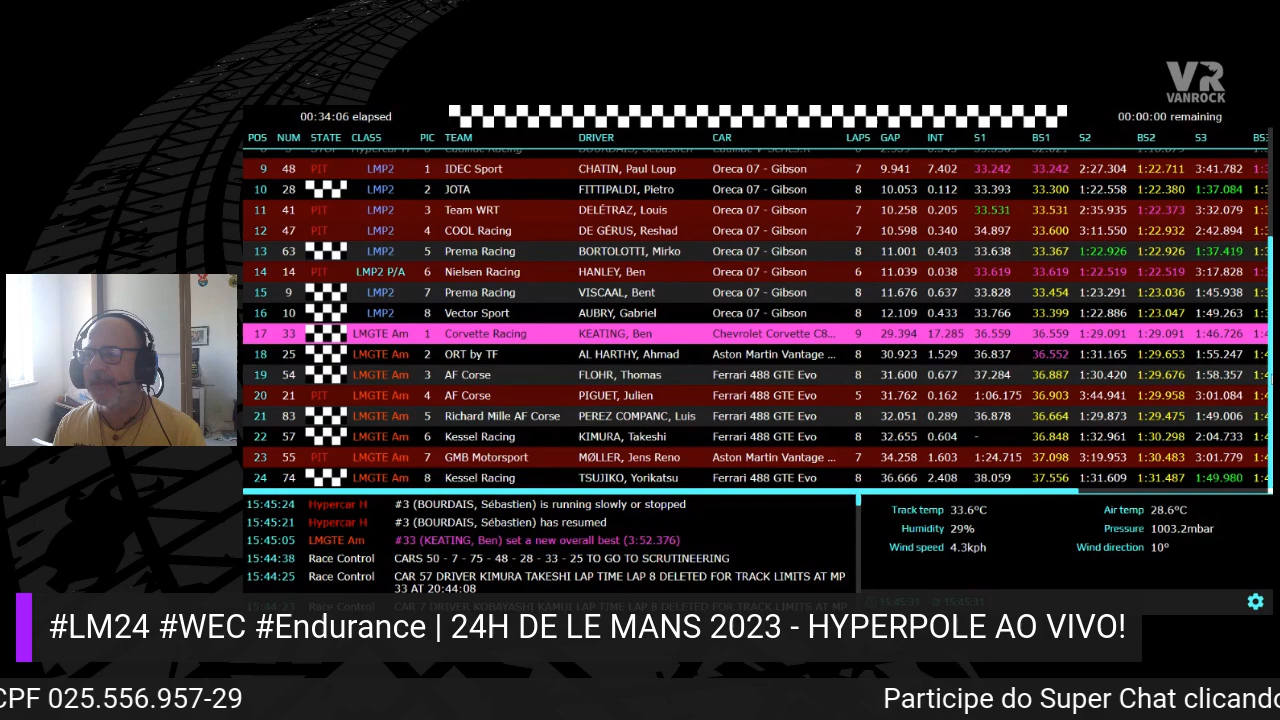 VR
VANROCK
00:34:06 elapsed
00:00:00 remaining
POS NUM STATE CLASS PIC TEAM DRIVER CAR LAPS GAP INT S1 BS1 S2 BS2 S3
9 48 PIT LMP2 1 IDEC Sport CHATIN, Paul Loup Oreca 07 - Gibson 7 9.941 7.402 33.242 33.242 2:27.304 1:22.711 3:41.782
10 28 LMP2 2 JOTA FITTIPALDI, Pietro Oreca 07 - Gibson 8 10.053 0.112 33.393 33.300 1:22.558 1:22.380 1:37.084
11 41 PIT LMP2 3 Team WRT DELÉTRAZ, Louis Oreca 07 - Gibson 7 10.258 0.205 33.531 33.531 2:35.935 1:22.373 3:32.079
12 47 PIT LMP2 4 COOL Racing DE GÉRUS, Reshad Oreca 07 - Gibson 7 10.598 0.340 34.897 33.600 3:11.550 1:22.932 2:42.894
13 63 LMP2 5 Prema Racing BORTOLOTTI, Mirko Oreca 07 - Gibson 8 11.001 0.403 33.638 33.367 1:22.926 1:22.926 1:37.419
14 14 PIT LMP2 P/A 6 Nielsen Racing HANLEY, Ben Oreca 07 - Gibson 6 11.039 0.038 33.619 33.619 1:22.519 1:22.519 3:17.828
15 9 LMP2 7 Prema Racing VISCAAL, Bent Oreca 07 - Gibson 8 11.676 0.637 33.828 33.454 1:23.291 1:23.036 1:45.938
16 10 LMP2 8 Vector Sport AUBRY, Gabriel Oreca 07 - Gibson 8 12.109 0.433 33.766 33.399 1:22.896 1:23.047 1:49.263
17 33 LMGTE Am 1 Corvette Racing KEATING, Ben Chevrolet Corvette C8... 9 29.394 17.285 36.559 36.559 1:29.091 1:29.091 1:46.726
18 25 LMGTE Am 2 ORT by TF AL HARTHY, Ahmad Aston Martin Vantage ... 8 30.923 1.529 36.837 36.552 1:31.165 1:29.653 1:55.247
19 54 LMGTE Am 3 AF Corse FLOHR, Thomas Ferrari 488 GTE Evo 8 31.600 0.677 37.284 36.887 1:30.420 1:29.676 1:58.357
20 21 PIT LMGTE Am 4 AF Corse PIGUET, Julien Ferrari 488 GTE Evo 5 31.762 0.162 1:06.175 36.903 3:44.941 1:29.958 3:01.084
21 83 LMGTE Am 5 Richard Mille AF Corse PEREZ COMPANC, Luis Ferrari 488 GTE Evo 8 32.051 0.289 36.878 36.664 1:29.873 1:29.475 1:49.006
22 57 LMGTE Am 6 Kessel Racing KIMURA, Takeshi Ferrari 488 GTE Evo 8 32.655 0.604 - 36.848 1:32.961 1:30.298 2:04.733
23 55 PIT LMGTE Am 7 GMB Motorsport MØLLER, Jens Reno Aston Martin Vantage ... 7 34.258 1.603 1:24.715 37.098 3:19.953 1:30.483 3:01.779
24 74 LMGTE Am 8 Kessel Racing TSUJIKO, Yorikatsu Ferrari 488 GTE Evo 8 36.666 2.408 38.059 37.556 1:31.609 1:31.487 1:49.980
15:45:24 Hypercar H #3 (BOURDAIS, Sébastien) is running slowly or stopped
15:45:21 Hypercar H #3 (BOURDAIS, Sébastien) has resumed
15:45:05 LMGTE Am #33 (KEATING, Ben) set a new overall best (3:52.376)
15:44:38 Race Control CARS 50 - 7 - 75 - 48 - 28 - 33 - 25 TO GO TO SCRUTINEERING
15:44:25 Race Control CAR 57 DRIVER KIMURA TAKESHI LAP TIME LAP 8 DELETED FOR TRACK LIMITS AT MP
33 AT 20:44:08
15:44:23 Race Control CAR 7 DRIVER KOBAYASHI KAMUI LAP TIME LAP 8 DELETED FOR TRACK LIMITS AT MP
Track temp 33.6°C Air temp 28.6°C
Humidity 29% Pressure 1003.2mbar
Wind speed 4.3kph Wind direction 10°
#LM24 #WEC #Endurance | 24H DE LE MANS 2023 - HYPERPOLE AO VIVO!
CPF 025.556.957-29
Participe do Super Chat clicando